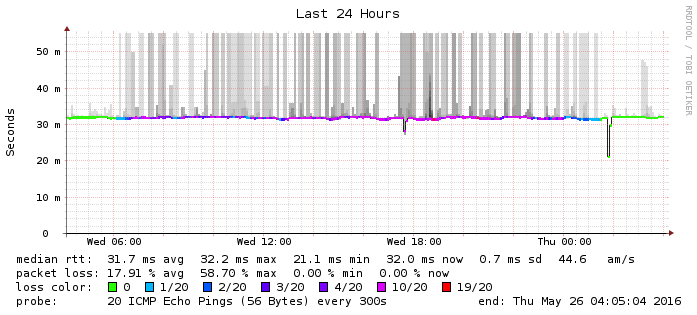 Last 24 Hours
RRDTOOL / TOBI OETIKER
Seconds
50 m
40 m
30 m
20 m
10 m
0
Wed 06:00 Wed 12:00 Wed 18:00 Thu 00:00
median rtt: 31.7 ms avg 32.2 ms max 21.1 ms min 32.0 ms now 0.7 ms sd 44.6 am/s
packet loss: 17.91 % avg 58.70 % max 0.00 % min 0.00 % now
loss color: 0 1/20 2/20 3/20 4/20 10/20 19/20
probe: 20 ICMP Echo Pings (56 Bytes) every 300s end: Thu May 26 04:05:04 2016